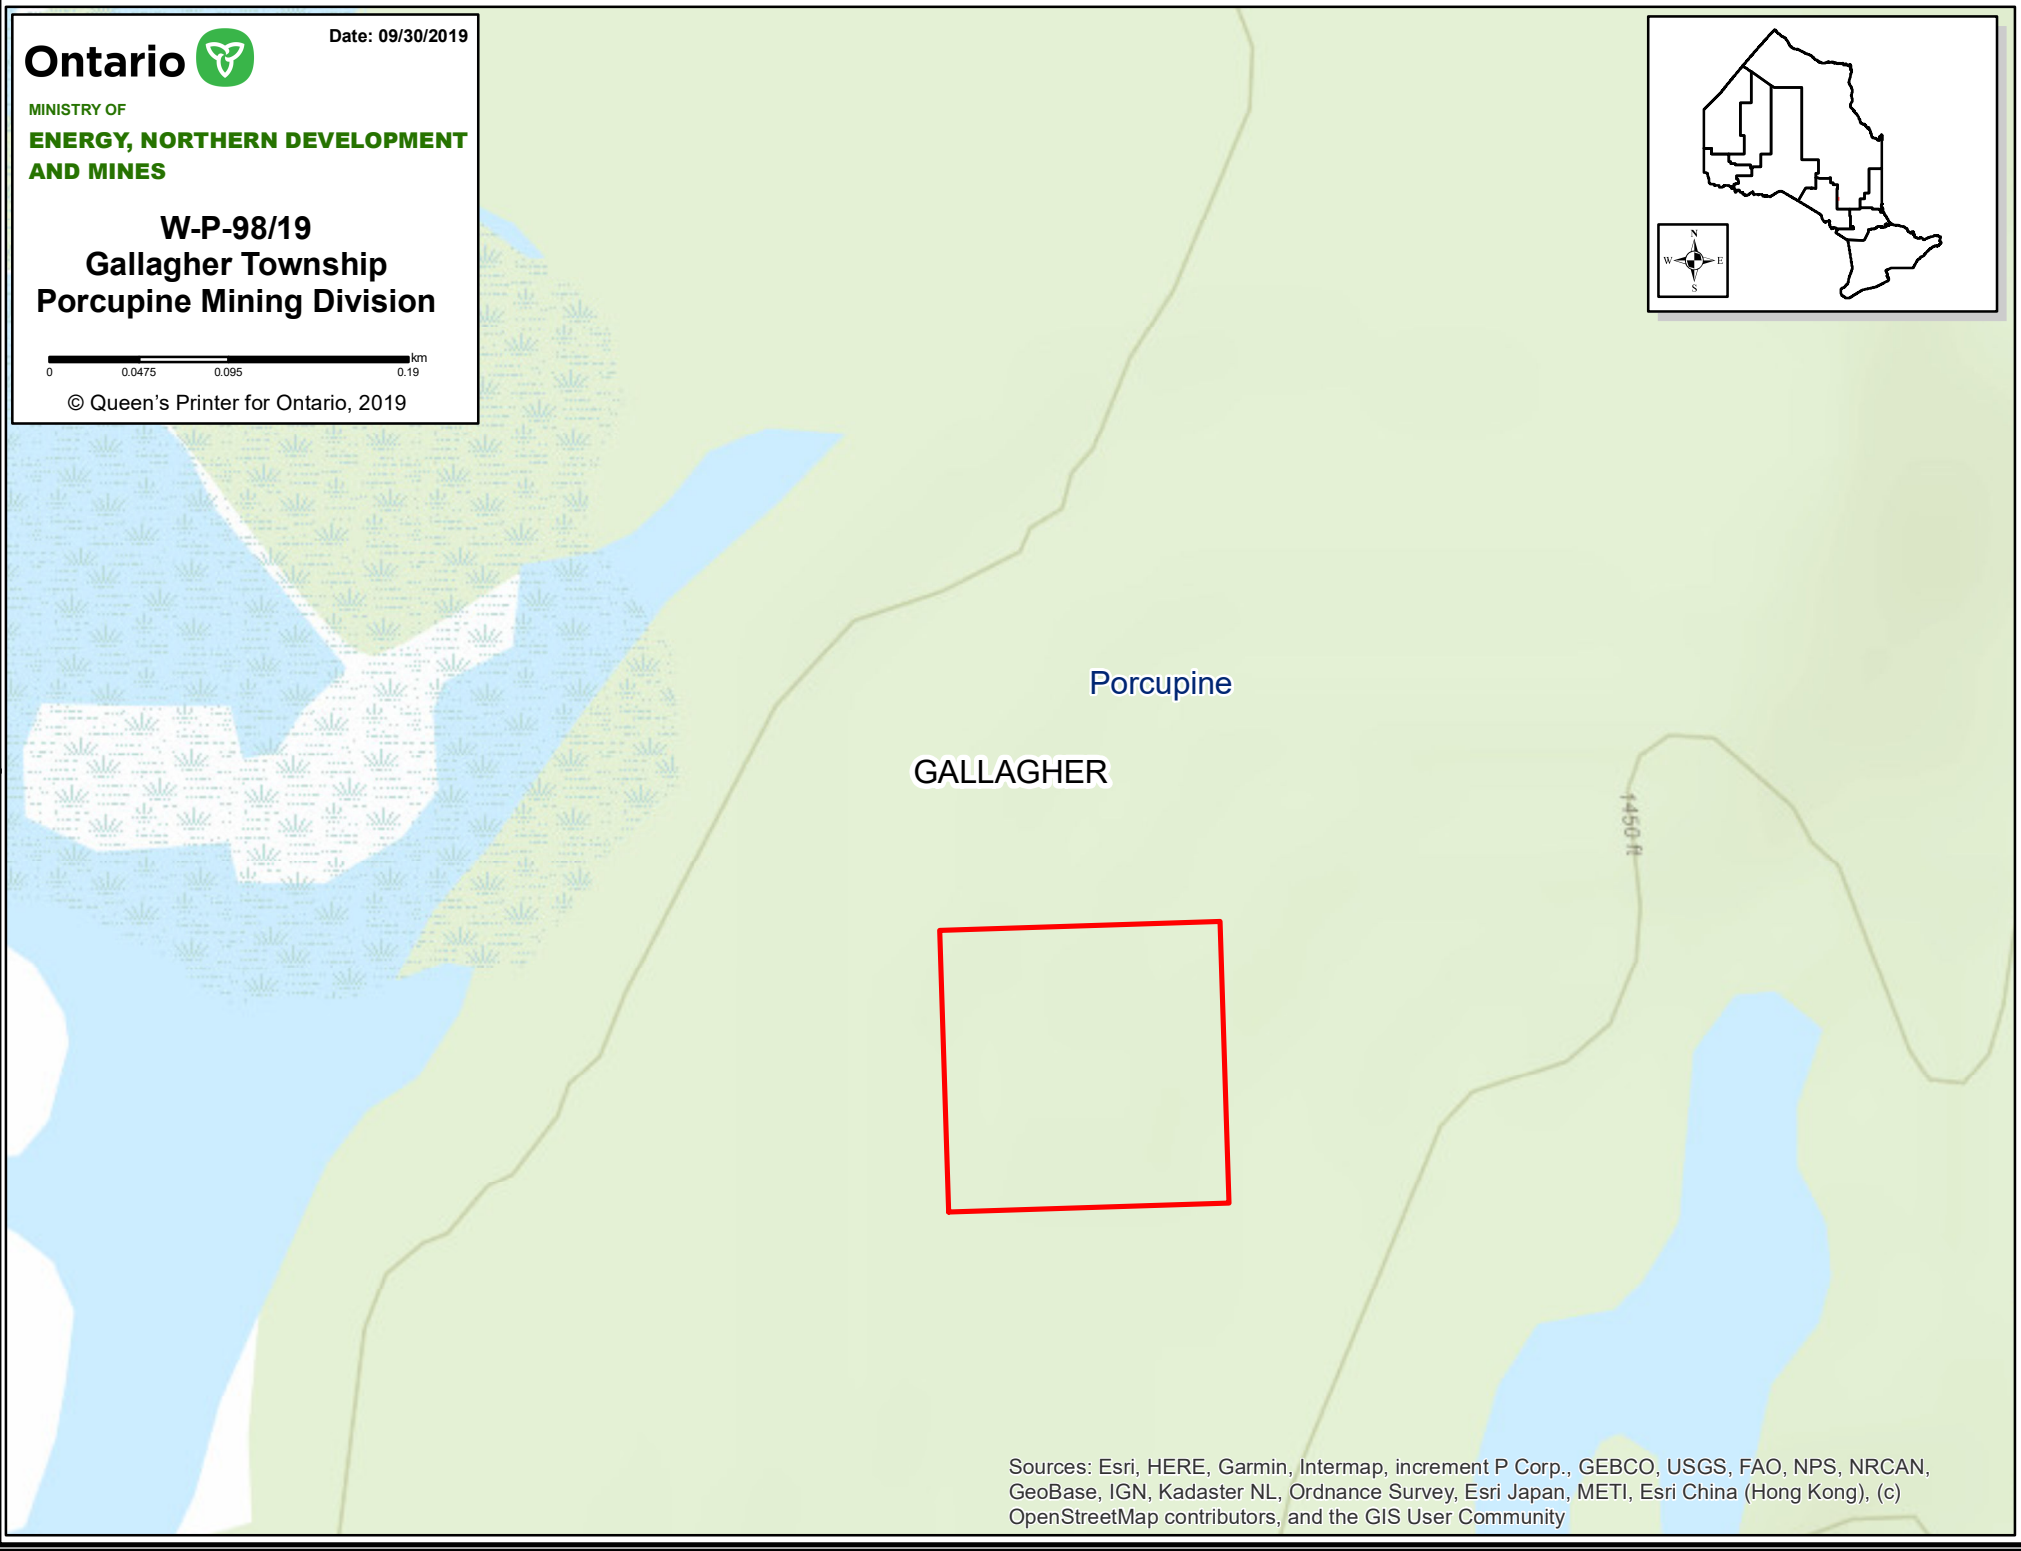 Ontario
Date: 09/30/2019
MINISTRY OF
ENERGY, NORTHERN DEVELOPMENT
AND MINES
W-P-98/19
Gallagher Township
Porcupine Mining Division
km
0 0.0475 0.095 0.19
© Queen's Printer for Ontario, 2019
N
W E
S
Porcupine
GALLAGHER
1450 ft
Sources: Esri, HERE, Garmin, Intermap, increment P Corp., GEBCO, USGS, FAO, NPS, NRCAN,
GeoBase, IGN, Kadaster NL, Ordnance Survey, Esri Japan, METI, Esri China (Hong Kong), (c)
OpenStreetMap contributors, and the GIS User Community